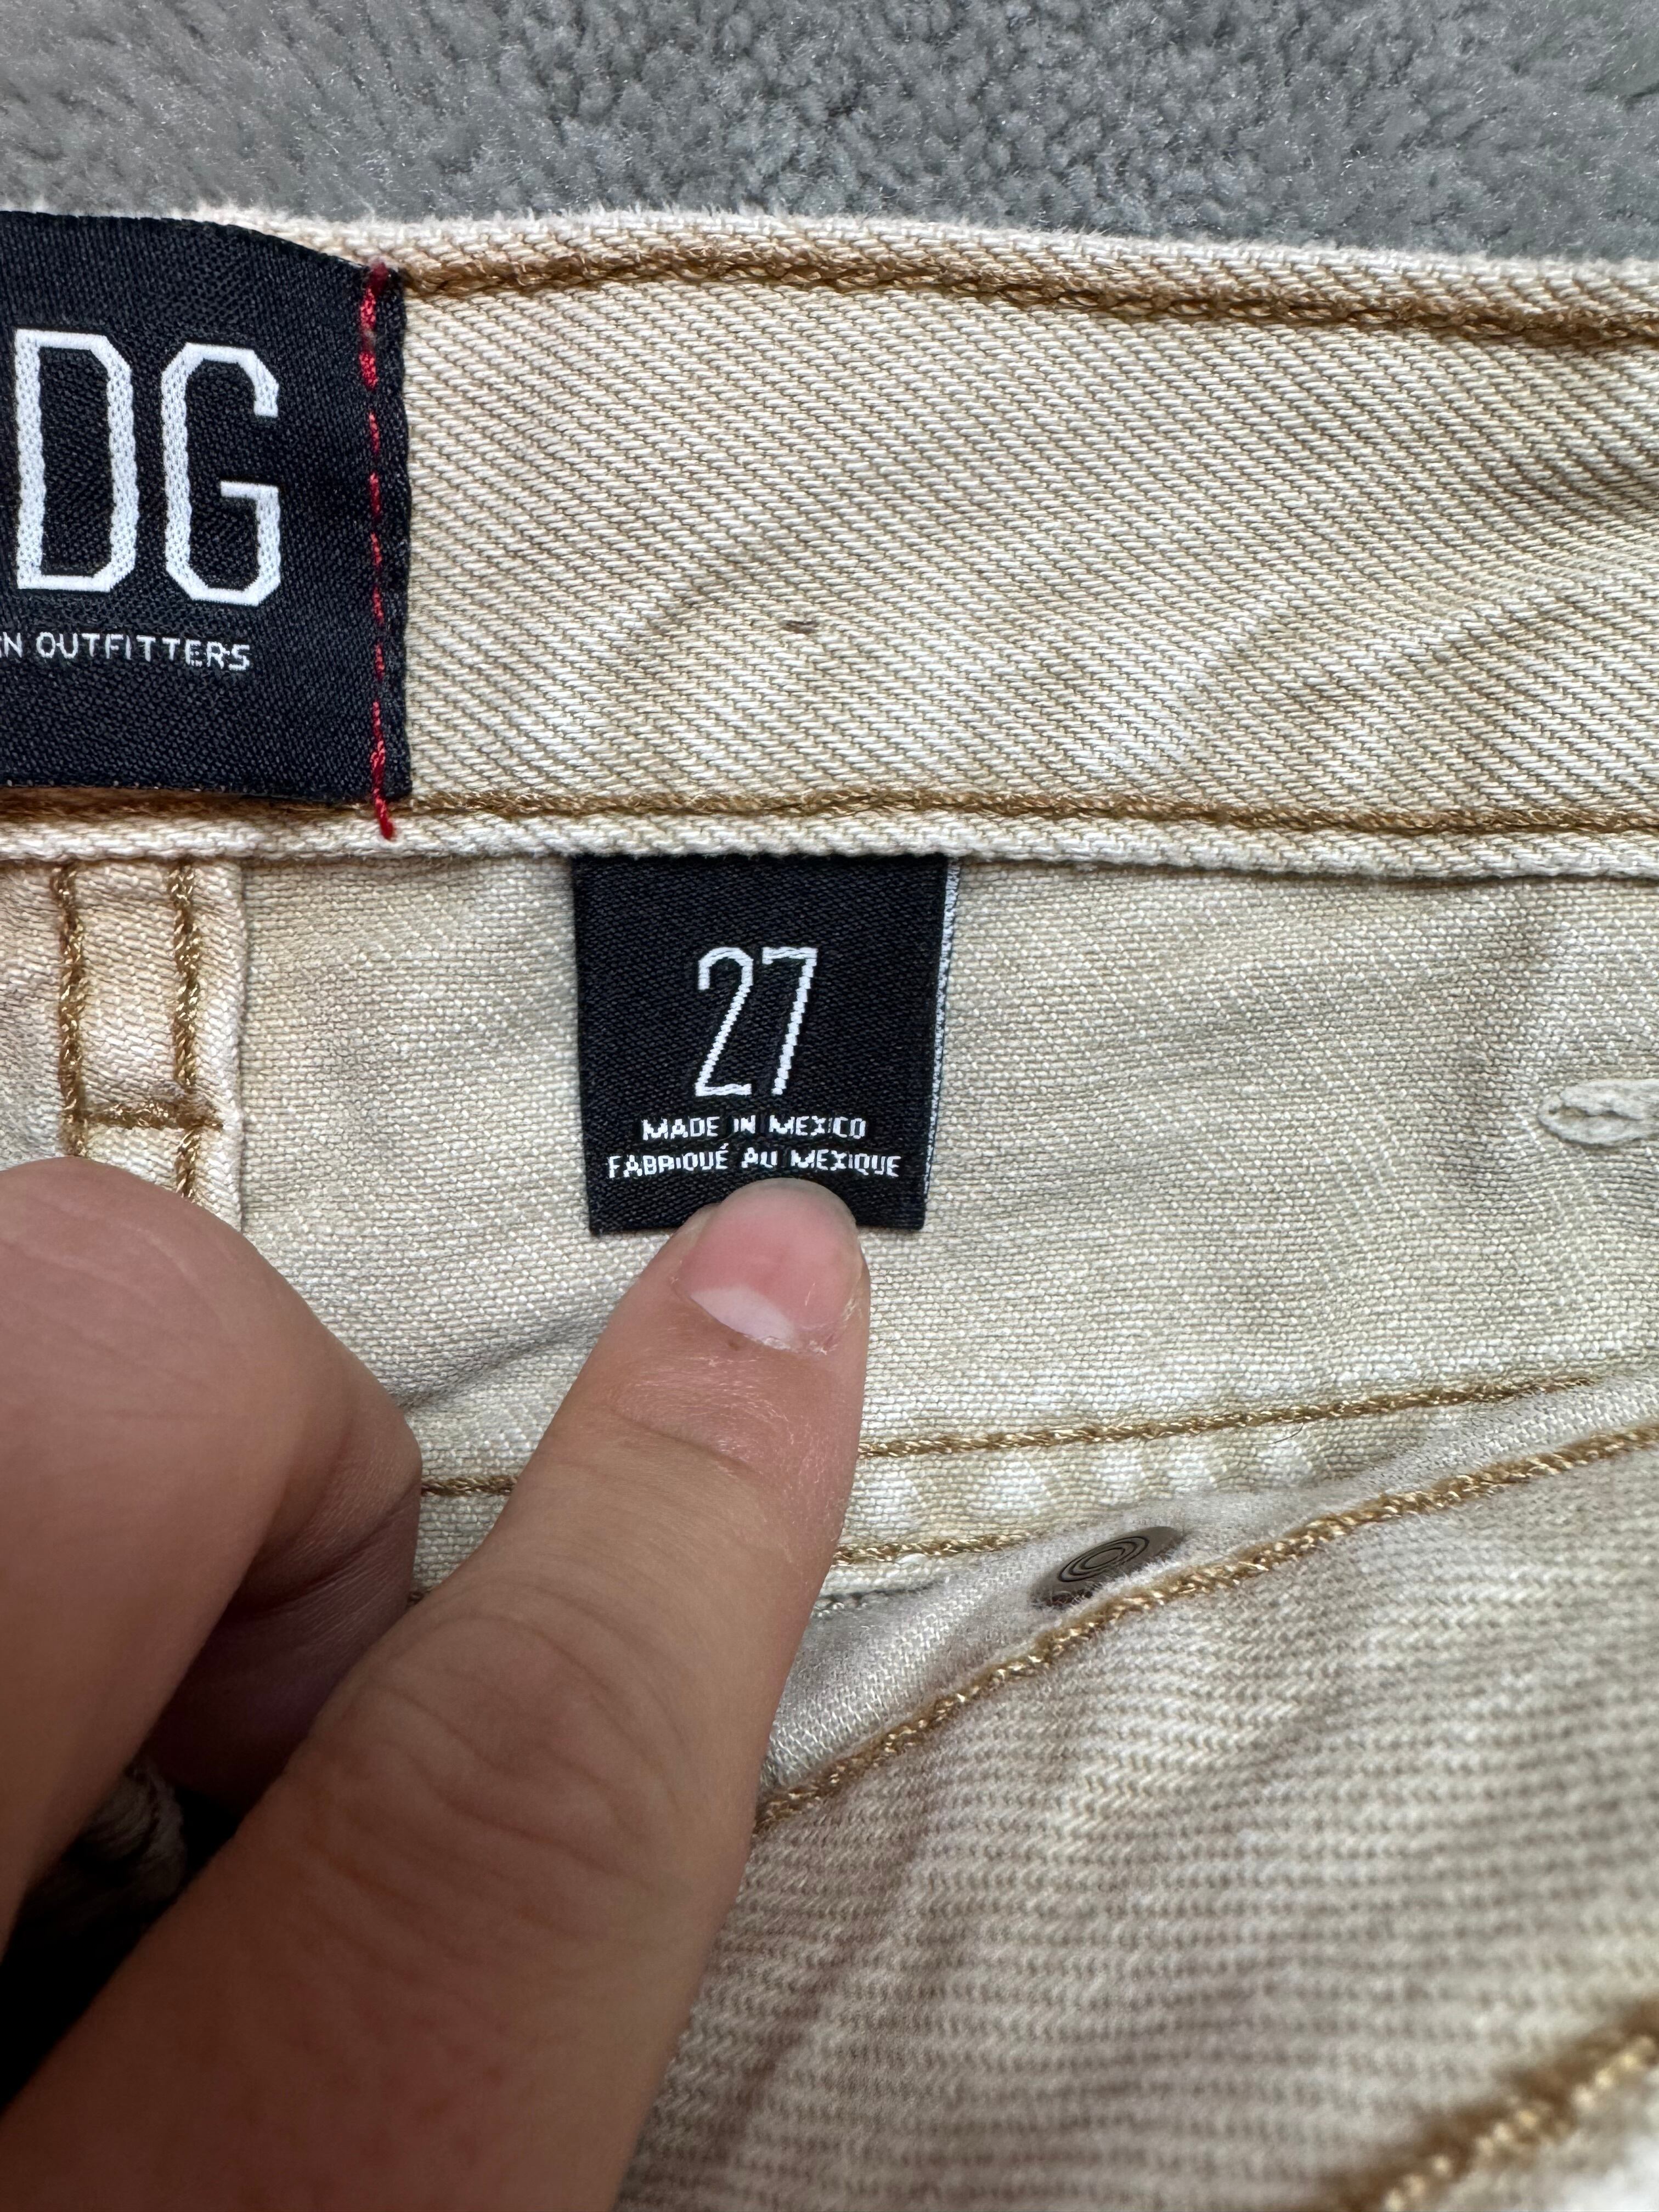 DG
N OUTFITTERS
27
MADE IN MEXICO
FABRIQUÉ AU MEXIQUE